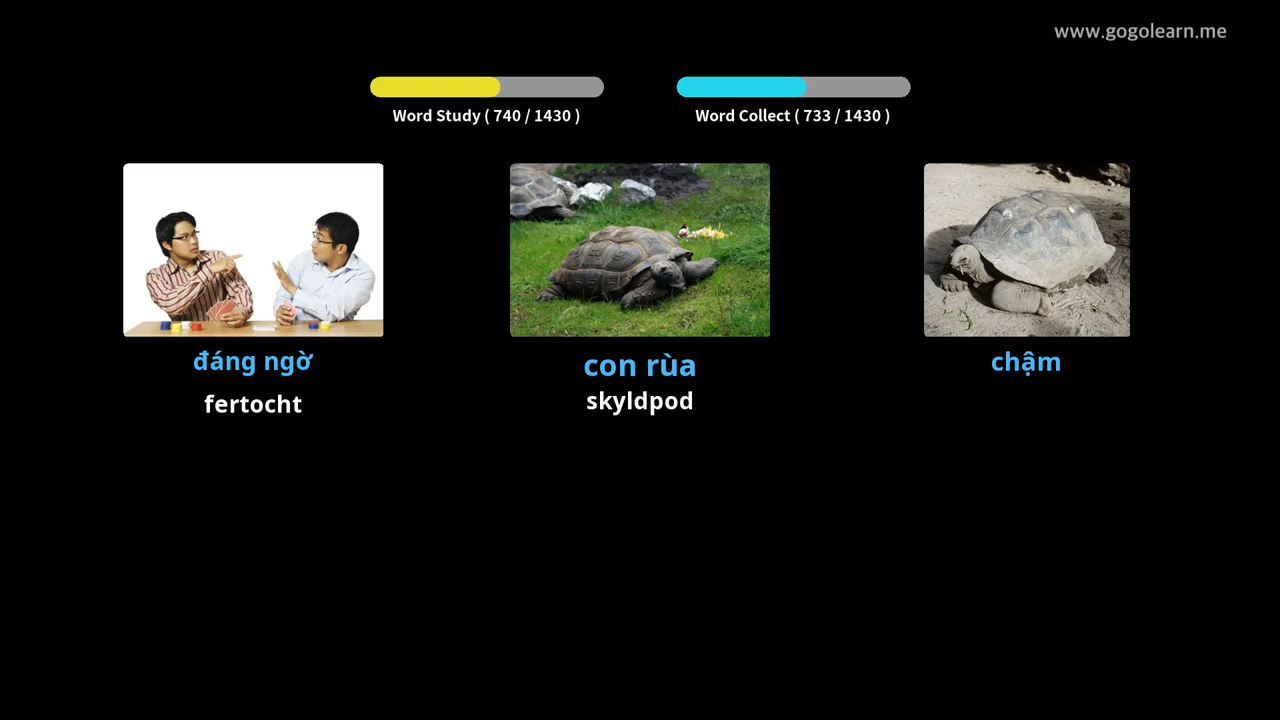 www.gogolearn.me
Word Study ( 740 / 1430 )
Word Collect ( 733 / 1430 )
đáng ngờ
con rùa
chậm
fertocht
skyldpod